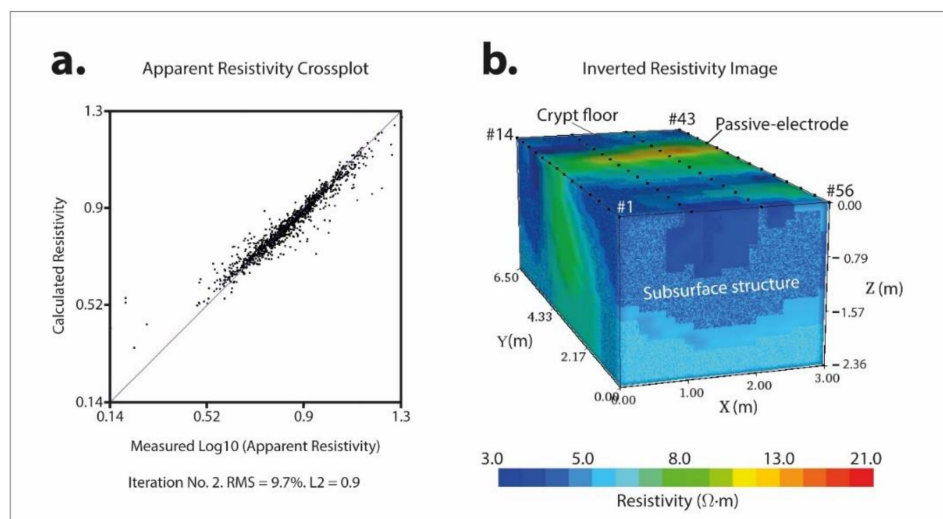 a.
Apparent Resistivity Crossplot
1.3
0.9
0.52
0.14
Calculated Resistivity
0.14 0.52 0.9 1.3
Measured Log10 (Apparent Resistivity)
Iteration No. 2. RMS = 9.7%. L2 = 0.9
b.
Inverted Resistivity Image
Crypt floor
#43
Passive-electrode
#14
#56
#1
0.00
-0.79
Z (m)
-1.57
-2.36
Subsurface structure
6.50
4.33
Y(m)
2.17
0.00
0.00 1.00 2.00 3.00
X (m)
3.0 5.0 8.0 13.0 21.0
Resistivity (Ω·m)